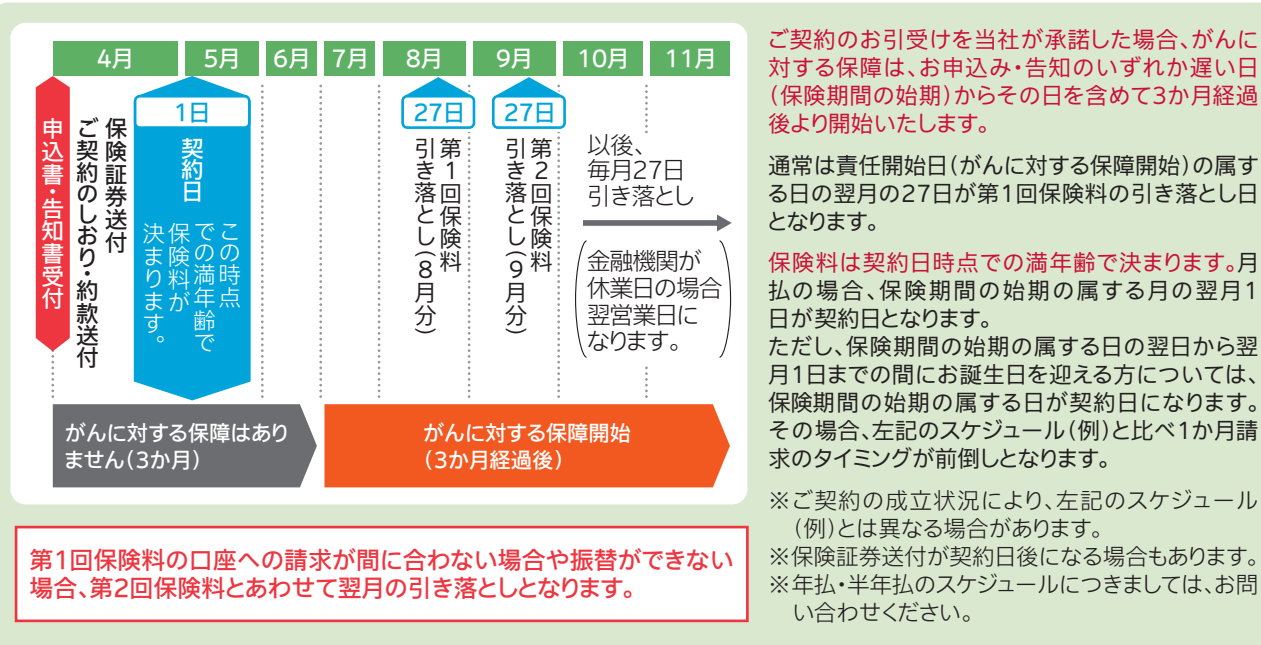 4月 5月 6月 7月 8月 9月 10月 11月
申込書・告知書受付
保険証券送付
ご契約のしおり・約款送付
1日
契約日
この時点
での満年齢で
保険料が
決まります。
27日
第1回保険料
引き落とし(8月分)
27日
第2回保険料
引き落とし(9月分)
以後、
毎月27日
引き落とし
(金融機関が
休業日の場合
翌営業日に
なります。)
がんに対する保障はあり
ません(3か月)
がんに対する保障開始
(3か月経過後)
第1回保険料の口座への請求が間に合わない場合や振替ができない
場合、第2回保険料とあわせて翌月の引き落としとなります。
ご契約のお引受けを当社が承諾した場合、がんに
対する保障は、お申込み・告知のいずれか遅い日
(保険期間の始期)からその日を含めて3か月経過
後より開始いたします。
通常は責任開始日(がんに対する保障開始)の属す
る日の翌月の27日が第1回保険料の引き落とし日
となります。
保険料は契約日時点での満年齢で決まります。月
払の場合、保険期間の始期の属する月の翌月1
日が契約日となります。
ただし、保険期間の始期の属する日の翌日から翌
月1日までの間にお誕生日を迎える方については、
保険期間の始期の属する日が契約日になります。
その場合、左記のスケジュール(例)と比べ1か月請
求のタイミングが前倒しとなります。
※ご契約の成立状況により、左記のスケジュール
(例)とは異なる場合があります。
※保険証券送付が契約日後になる場合もあります。
※年払・半年払のスケジュールにつきましては、お問
い合わせください。